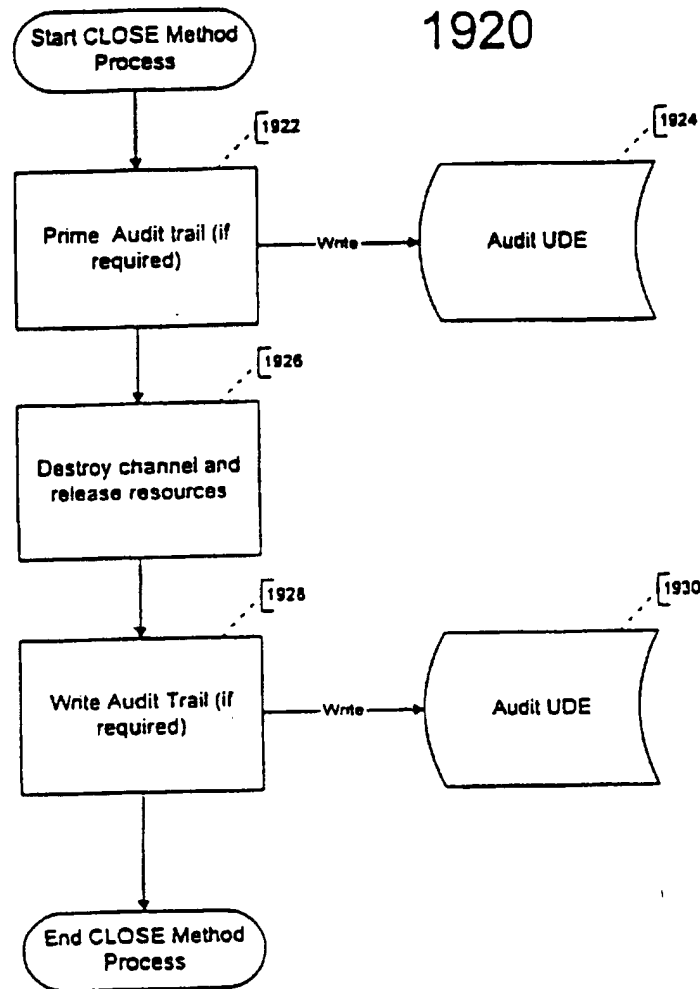 1920
Start CLOSE Method
Process
1922
1924
Prime Audit trail (if
required)
Write
Audit UDE
1926
Destroy channel and
release resources
1928
1930
Write Audit Trail (if
required)
Write
Audit UDE
End CLOSE Method
Process